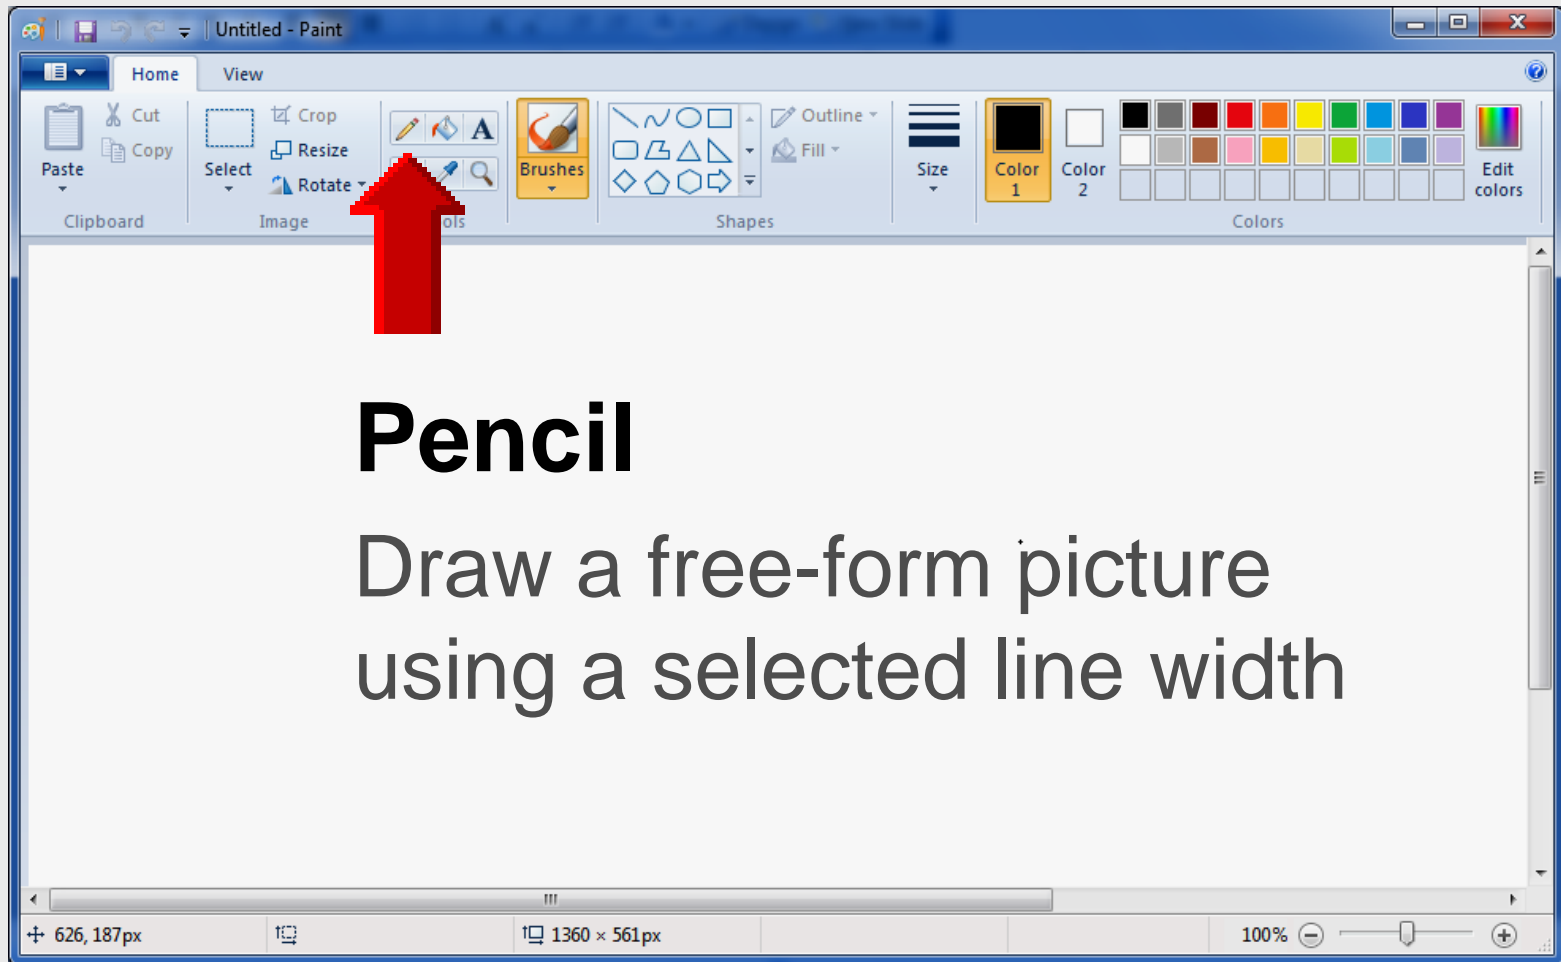 Untitled - Paint
Home View
Cut
Copy
Paste
Clipboard
Select
Crop
Resize
Rotate
Image
A
Brushes
Outline
Fill
Shapes
Size
Color 1
Color 2
Edit colors
Colors
Pencil
Draw a free-form picture
using a selected line width
626, 187px
1360 × 561px
100%